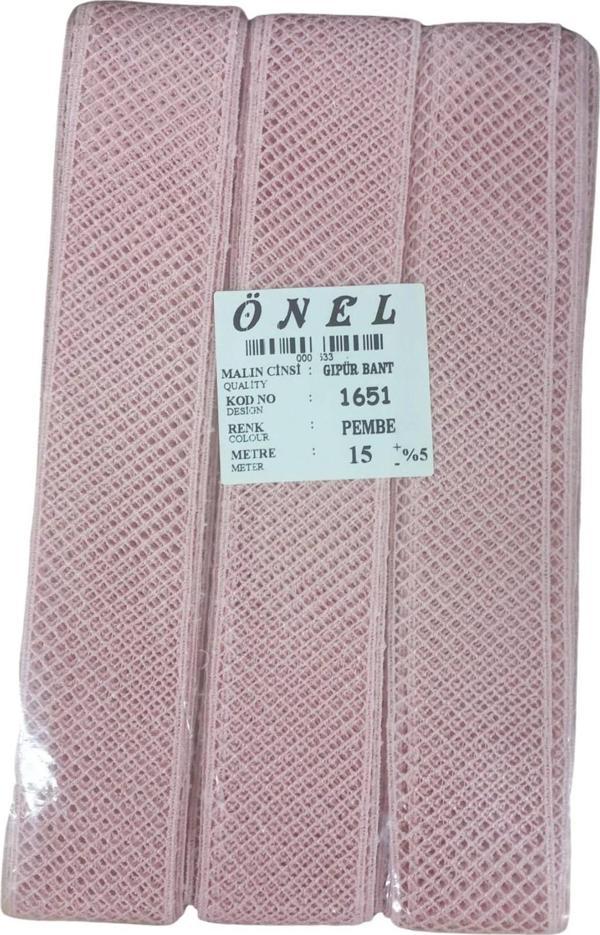 ÖNEL
000 533
MALIN CİNSİ : GIPÜR BANT
QUALITY
KOD NO : 1651
DESIGN
RENK : PEMBE
COLOUR
METRE : 15 +- %5
METER